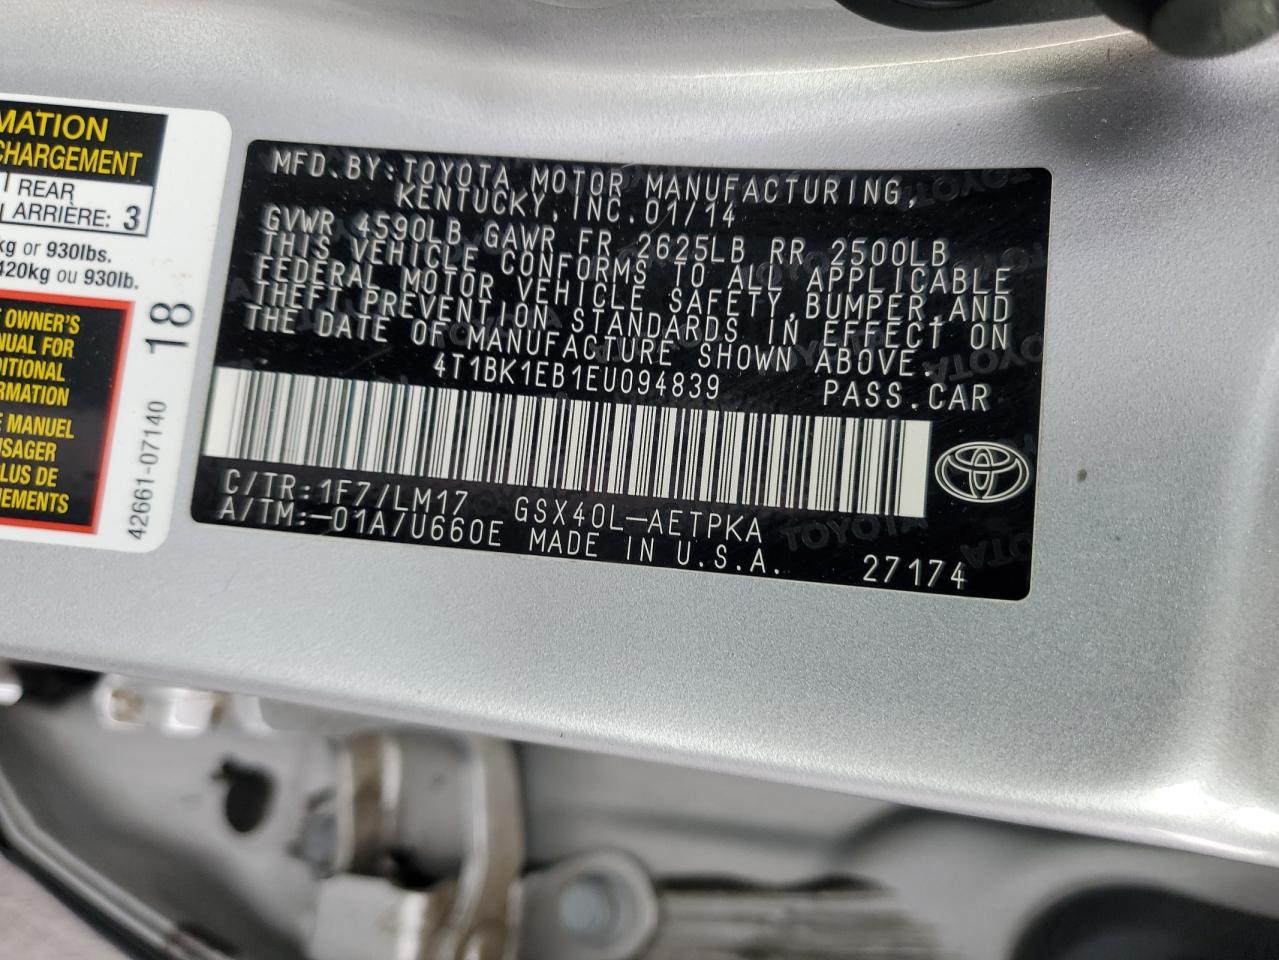 MATION
CHARGEMENT
REAR
ARRIÈRE: 3
kg or 930lbs.
420kg ou 930lb.
OWNER'S
NUAL FOR
DITIONAL
RMATION
MANUEL
USAGER
PLUS DE
NEMENTS
18
42661-07140
MFD.BY:TOYOTA MOTOR MANUFACTURING,
KENTUCKY,INC.01/14
GVWR 4590LB GAWR FR 2625LB RR 2500LB
THIS VEHICLE CONFORMS TO ALL APPLICABLE
FEDERAL MOTOR VEHICLE SAFETY,BUMPER,AND
THEFT PREVENTION STANDARDS IN EFFECT ON
THE DATE OF MANUFACTURE SHOWN ABOVE
4T1BK1EB1EU094839 PASS.CAR
C/TR:1F7/LM17 GSX40L-AETPKA
A/TM:-01A/U660E MADE IN U.S.A. 27174